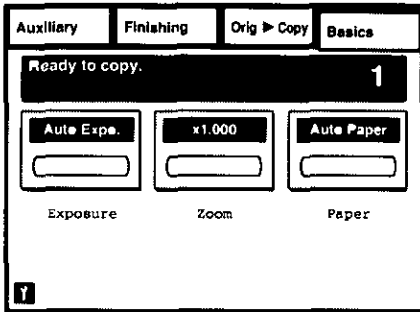 Auxiliary Finishing Orig ▶ Copy Basics
Ready to copy. 1
Auto Expo. x1.000 Auto Paper
Exposure Zoom Paper